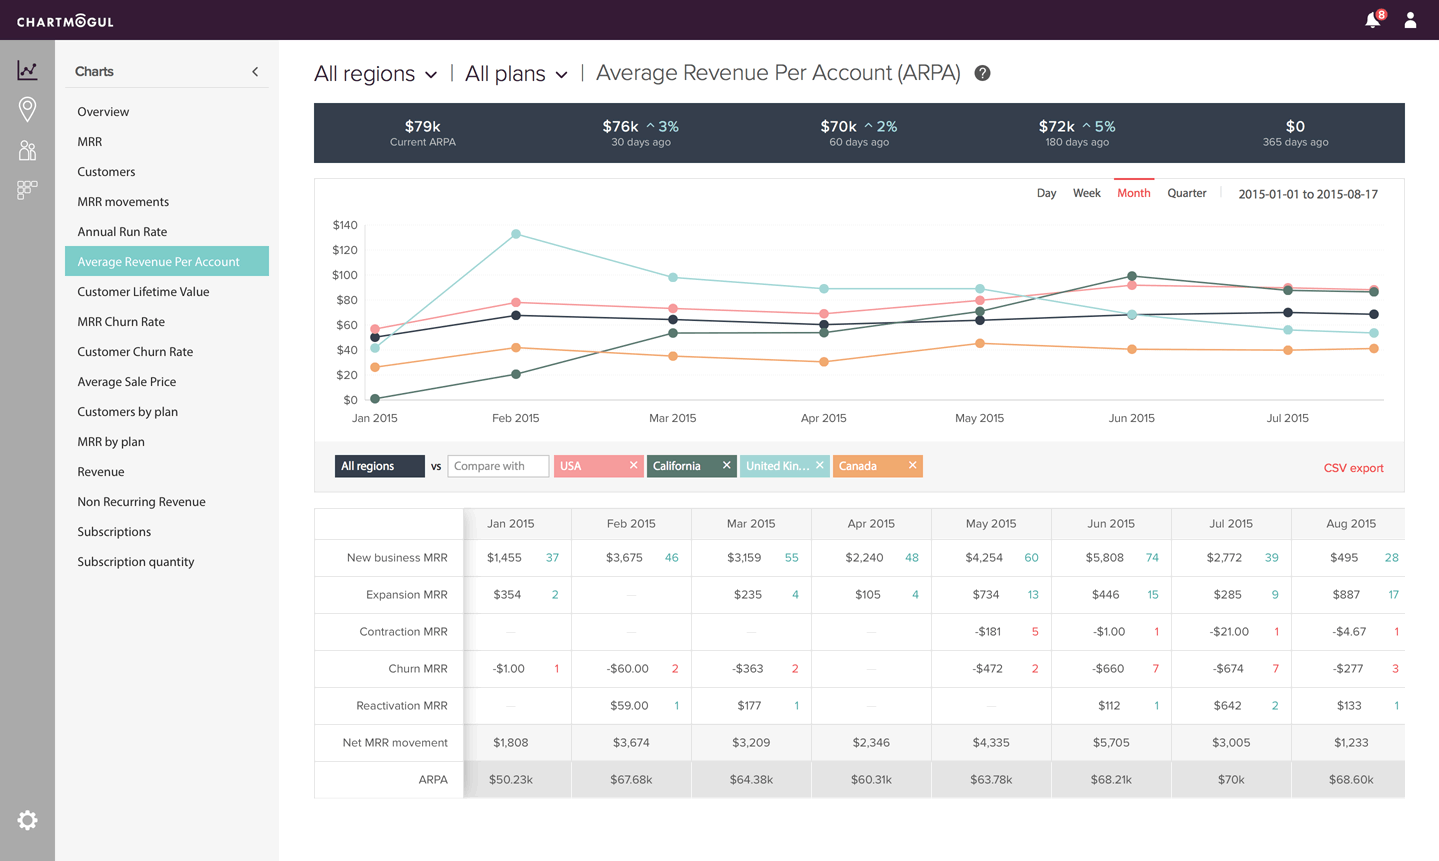 CHARTMOGUL
8
Charts
Overview
MRR
Customers
MRR movements
Annual Run Rate
Average Revenue Per Account
Customer Lifetime Value
MRR Churn Rate
Customer Churn Rate
Average Sale Price
Customers by plan
MRR by plan
Revenue
Non Recurring Revenue
Subscriptions
Subscription quantity
All regions | All plans | Average Revenue Per Account (ARPA) ?
$79k $76k ^ 3% $70k ^ 2% $72k ^ 5% $0
Current ARPA 30 days ago 60 days ago 180 days ago 365 days ago
Day Week Month Quarter 2015-01-01 to 2015-08-17
$140
$120
$100
$80
$60
$40
$20
$0
Jan 2015 Feb 2015 Mar 2015 Apr 2015 May 2015 Jun 2015 Jul 2015
All regions vs Compare with USA × California × United Kin... × Canada × CSV export
Jan 2015 Feb 2015 Mar 2015 Apr 2015 May 2015 Jun 2015 Jul 2015 Aug 2015
New business MRR $1,455 37 $3,675 46 $3,159 55 $2,240 48 $4,254 60 $5,808 74 $2,772 39 $495 28
Expansion MRR $354 2 — $235 4 $105 4 $734 13 $446 15 $285 9 $887 17
Contraction MRR — — — — -$181 5 -$1.00 1 -$21.00 1 -$4.67 1
Churn MRR -$1.00 1 -$60.00 2 -$363 2 — -$472 2 -$660 7 -$674 7 -$277 3
Reactivation MRR — $59.00 1 $177 1 — — $112 1 $642 2 $133 1
Net MRR movement $1,808 $3,674 $3,209 $2,346 $4,335 $5,705 $3,005 $1,233
ARPA $50.23k $67.68k $64.38k $60.31k $63.78k $68.21k $70k $68.60k